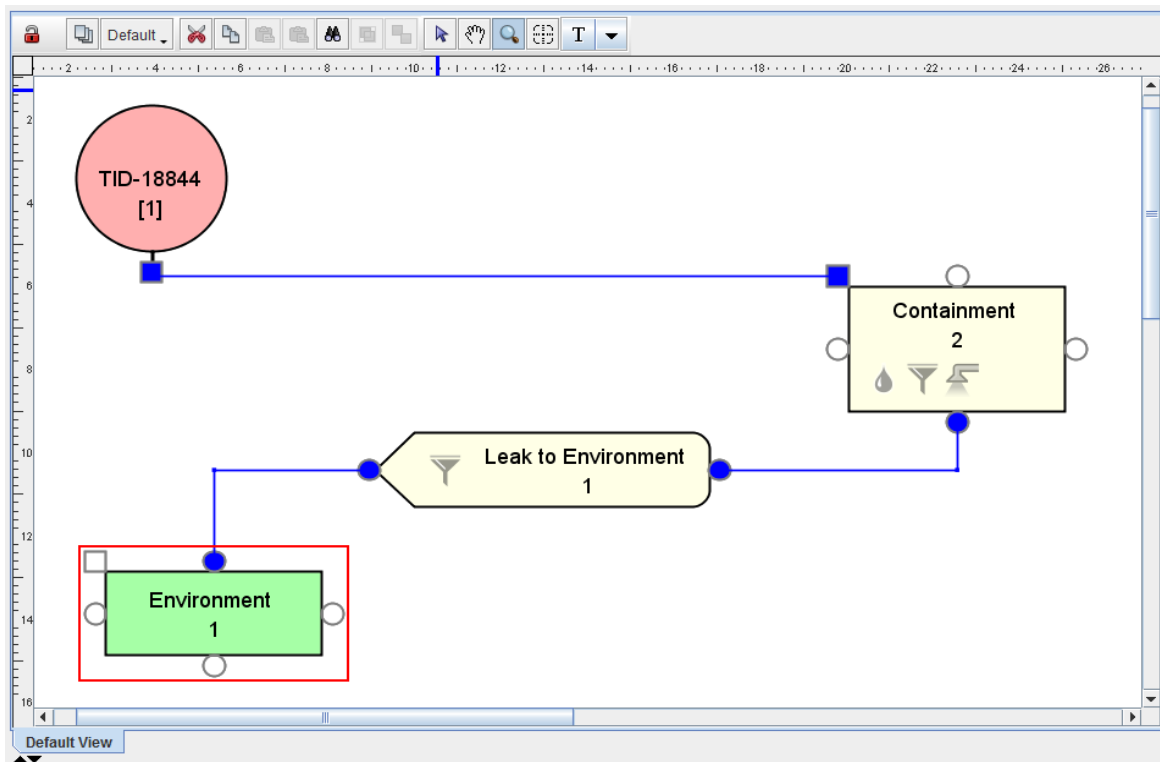 Default
T
2 4 6 8 10 12 14 16 18 20 22 24 26
2
TID-18844
[1]
4
6
Containment
2
8
10
Leak to Environment
1
12
Environment
1
14
16
Default View